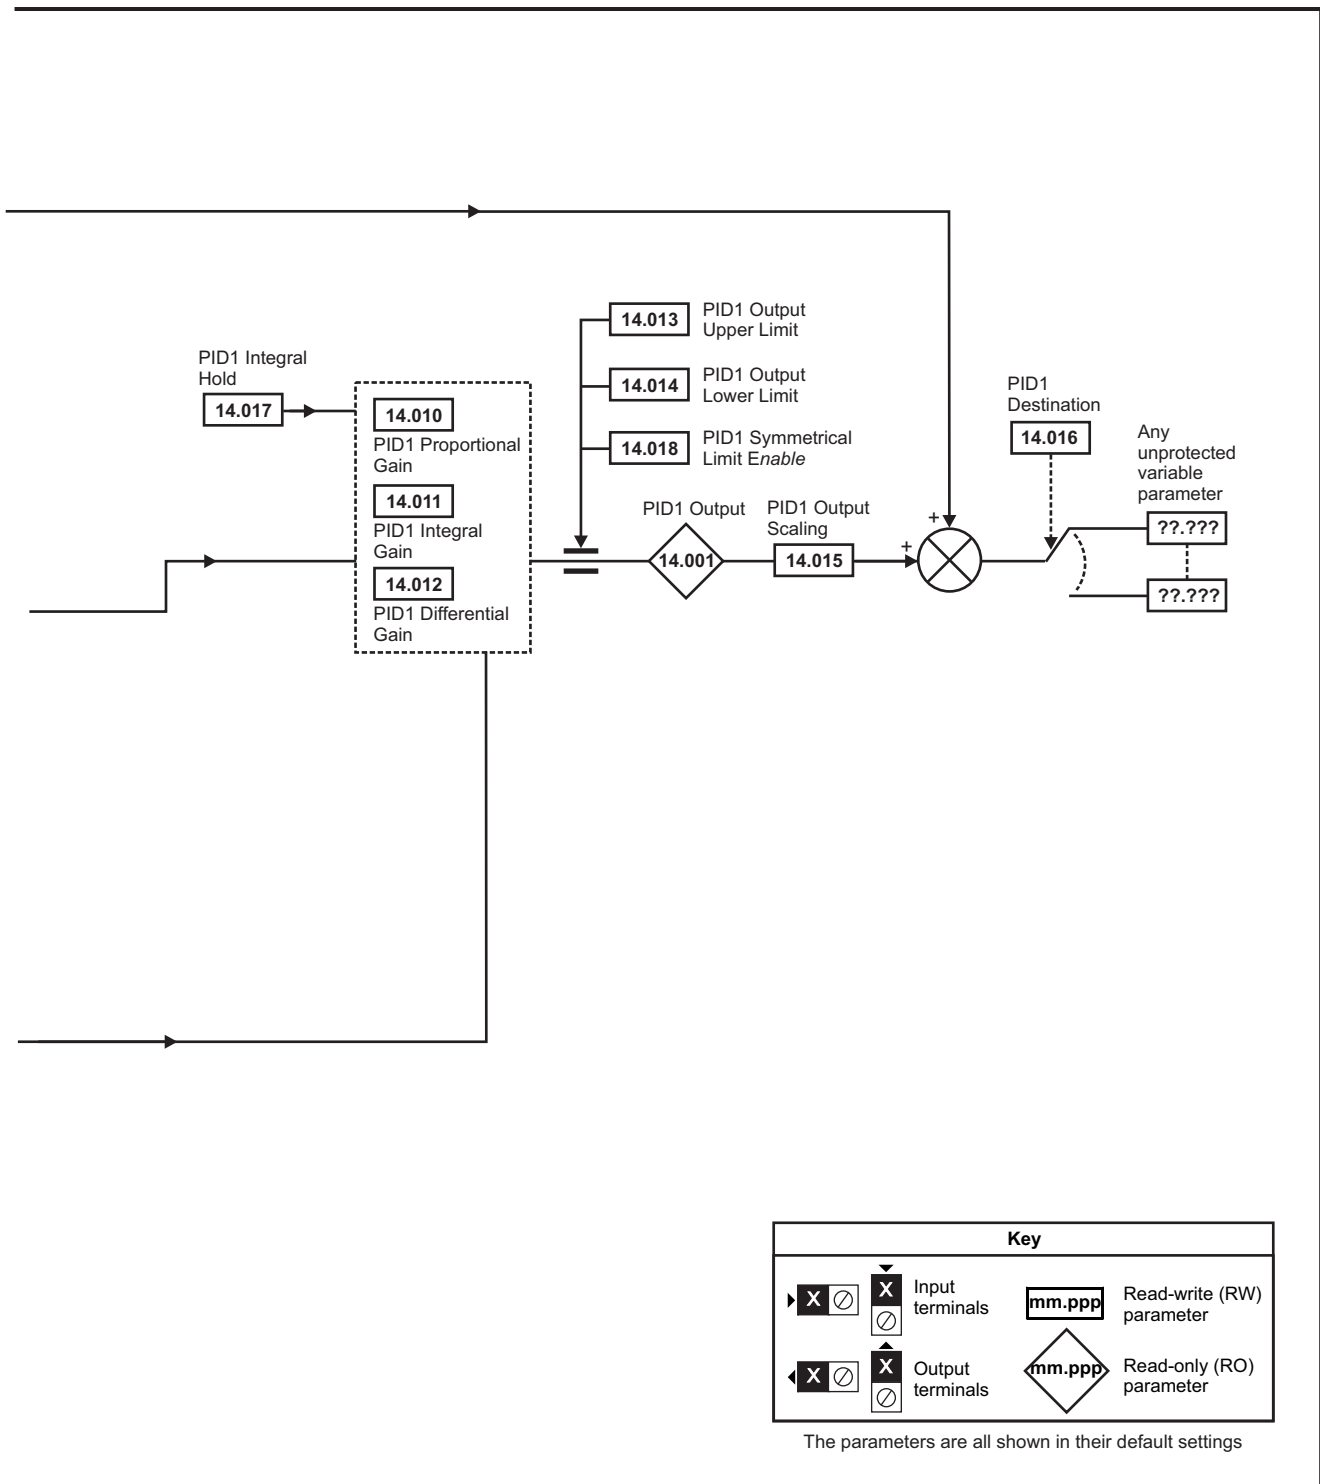 14.013
PID1 Output
Upper Limit
PID1 Integral
Hold
14.017
14.014
PID1 Output
Lower Limit
14.018
PID1 Symmetrical
Limit Enable
14.010
PID1 Proportional
Gain
14.011
PID1 Integral
Gain
14.012
PID1 Differential
Gain
PID1 Output
14.001
PID1 Output
Scaling
14.015
+
+
PID1
Destination
14.016
Any
unprotected
variable
parameter
??.???
??.???
Key
X
X
Input
terminals
mm.ppp
Read-write (RW)
parameter
X
X
Output
terminals
mm.ppp
Read-only (RO)
parameter
The parameters are all shown in their default settings